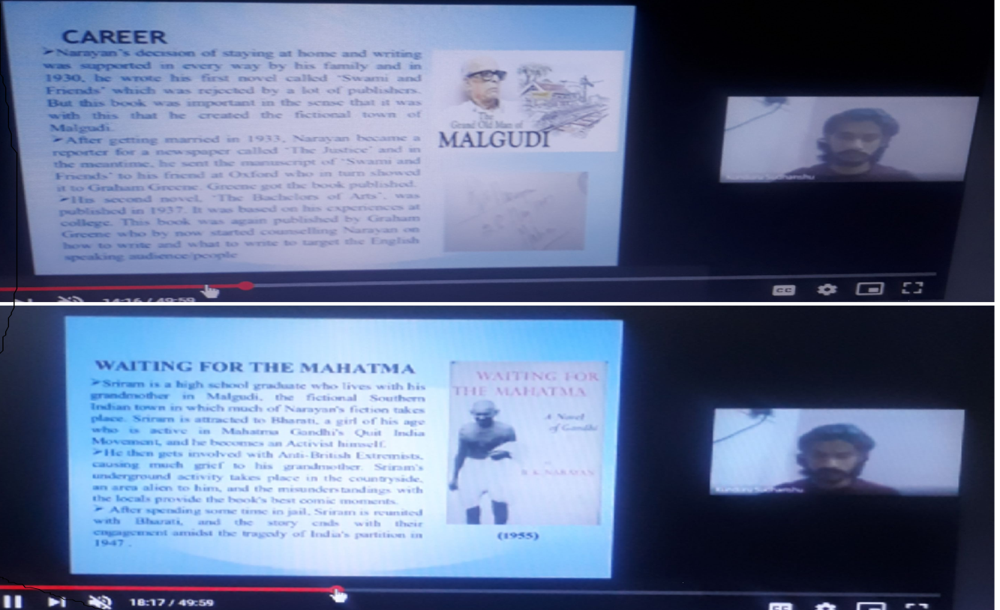 CAREER
➤Narayan's decision of staying at home and writing
was supported in every way by his family and in
1930, he wrote his first novel called 'Swami and
Friends' which was rejected by a lot of publishers.
But this book was important in the sense that it was
with this that he created the fictional town of
Malgudi.
➤After getting married in 1933, Narayan became a
reporter for a newspaper called 'The Justice' and in
the meantime, he sent the manuscript of 'Swami and
Friends' to his friend at Oxford who in turn showed
it to Graham Greene. Greene got the book published.
➤His second novel, 'The Bachelors of Arts', was
published in 1937. It was based on his experiences at
college. This book was again published by Graham
Greene who by now started counselling Narayan on
how to write and what to write to target the English
speaking audience/people
The
Grand Old Man of
MALGUDI
Kunduru Sudhanshu
14:16 / 49:59
CC
WAITING FOR THE MAHATMA
➤Sriram is a high school graduate who lives with his
grandmother in Malgudi, the fictional Southern
Indian town in which much of Narayan's fiction takes
place. Sriram is attracted to Bharati, a girl of his age
who is active in Mahatma Gandhi's Quit India
Movement, and he becomes an Activist himself.
➤He then gets involved with Anti-British Extremists,
causing much grief to his grandmother. Sriram's
underground activity takes place in the countryside,
an area alien to him, and the misunderstandings with
the locals provide the book's best comic moments.
➤ After spending some time in jail, Sriram is reunited
with Bharati, and the story ends with their
engagement amidst the tragedy of India's partition in
1947 .
WAITING FOR
THE MAHATMA
A Novel
of Gandhi
by
R. K. NARAYAN
(1955)
Kunduru Sudhanshu
18:17 / 49:59